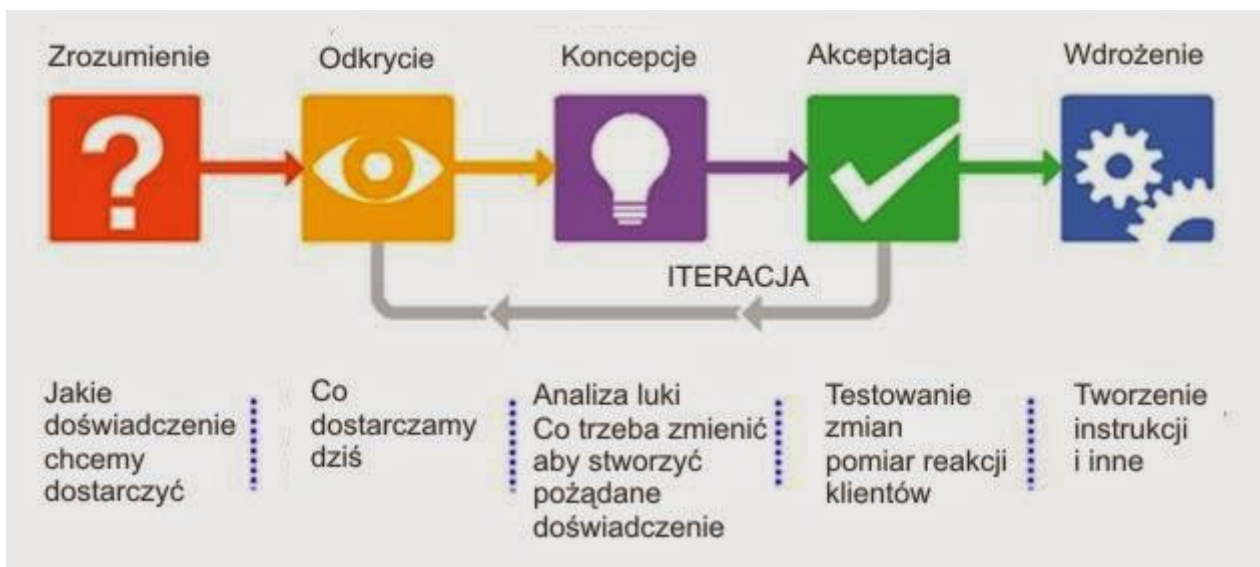 Zrozumienie
Odkrycie
Koncepcje
Akceptacja
Wdrożenie
?
ITERACJA
Jakie
doświadczenie
chcemy
dostarczyć
Co
dostarczamy
dziś
Analiza luki
Co trzeba zmienić
aby stworzyć
pożądane
doświadczenie
Testowanie
zmian
pomiar reakcji
klientów
Tworzenie
instrukcji
i inne